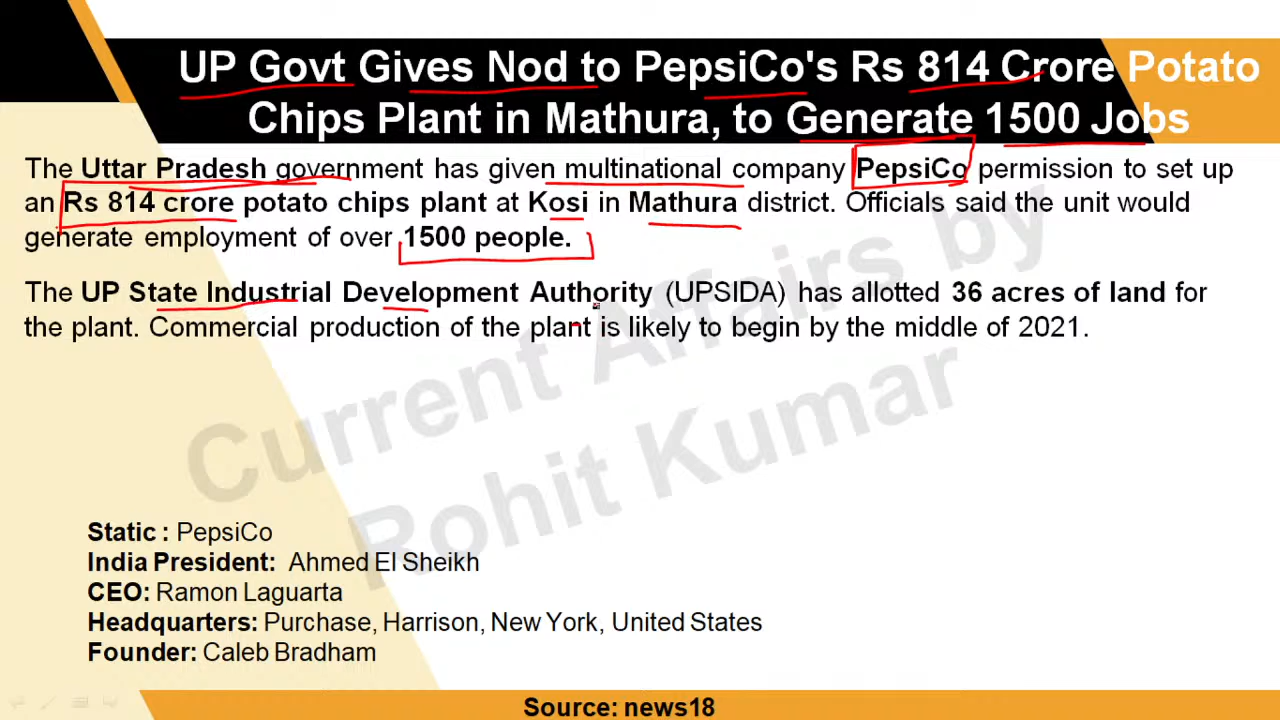 UP Govt Gives Nod to PepsiCo's Rs 814 Crore Potato
Chips Plant in Mathura, to Generate 1500 Jobs
The Uttar Pradesh government has given multinational company PepsiCo permission to set up
an Rs 814 crore potato chips plant at Kosi in Mathura district. Officials said the unit would
generate employment of over 1500 people.
The UP State Industrial Development Authority (UPSIDA) has allotted 36 acres of land for
the plant. Commercial production of the plant is likely to begin by the middle of 2021.
Current Affairs by
Rohit Kumar
Static : PepsiCo
India President: Ahmed El Sheikh
CEO: Ramon Laguarta
Headquarters: Purchase, Harrison, New York, United States
Founder: Caleb Bradham
Source: news18